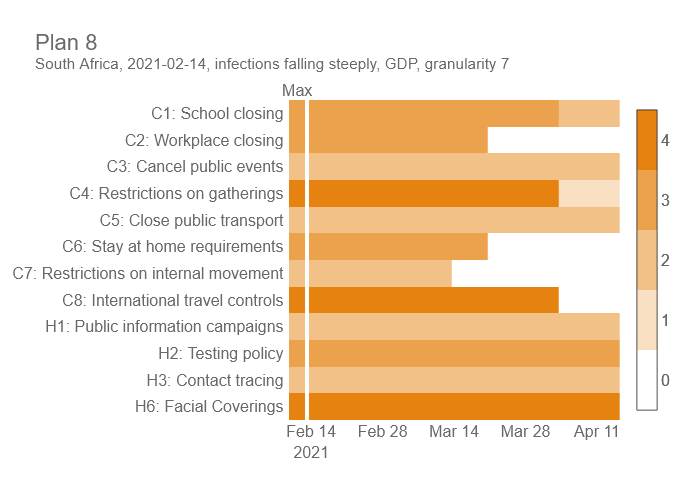 Plan 8
South Africa, 2021-02-14, infections falling steeply, GDP, granularity 7
Max
C1: School closing
C2: Workplace closing
C3: Cancel public events
C4: Restrictions on gatherings
C5: Close public transport
C6: Stay at home requirements
C7: Restrictions on internal movement
C8: International travel controls
H1: Public information campaigns
H2: Testing policy
H3: Contact tracing
H6: Facial Coverings
4
3
2
1
0
Feb 14 Feb 28 Mar 14 Mar 28 Apr 11
2021